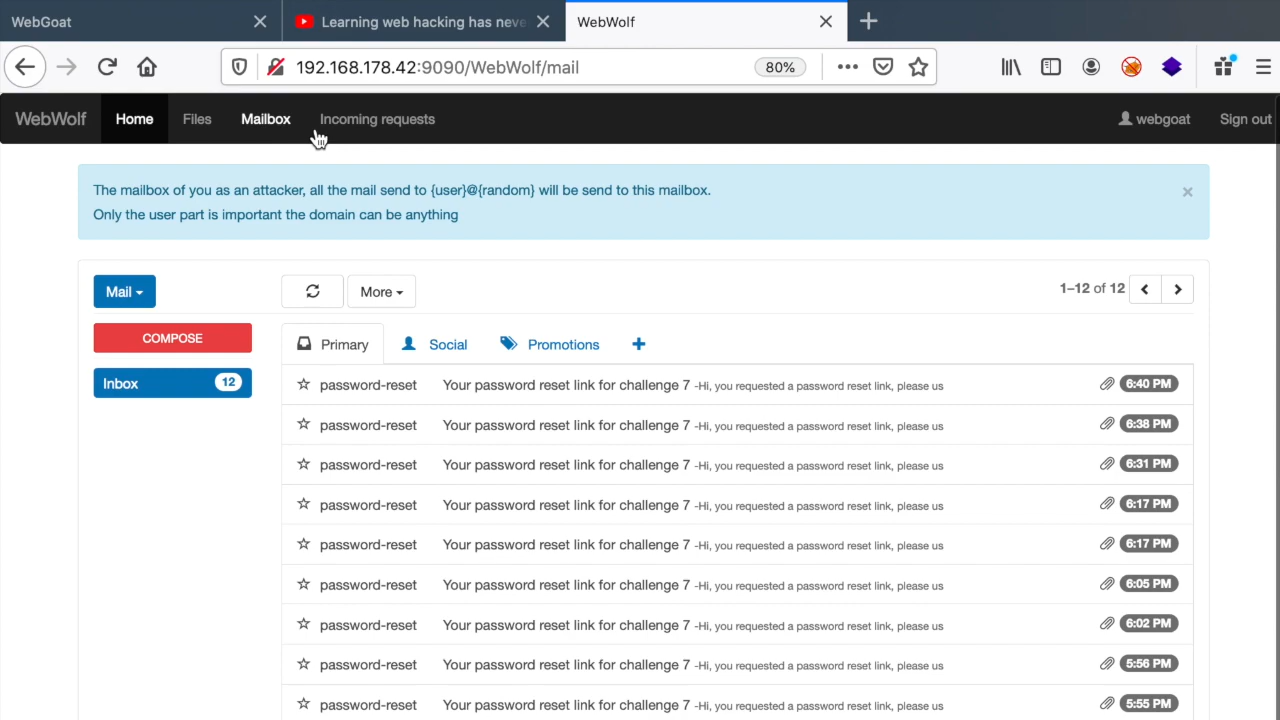 WebGoat
Learning web hacking has neve
WebWolf
192.168.178.42:9090/WebWolf/mail
80%
WebWolf Home Files Mailbox Incoming requests webgoat Sign out
The mailbox of you as an attacker, all the mail send to {user}@{random} will be send to this mailbox.
Only the user part is important the domain can be anything
×
Mail More 1–12 of 12
COMPOSE
Inbox 12
Primary Social Promotions
password-reset Your password reset link for challenge 7 -Hi, you requested a password reset link, please us 6:40 PM
password-reset Your password reset link for challenge 7 -Hi, you requested a password reset link, please us 6:38 PM
password-reset Your password reset link for challenge 7 -Hi, you requested a password reset link, please us 6:31 PM
password-reset Your password reset link for challenge 7 -Hi, you requested a password reset link, please us 6:17 PM
password-reset Your password reset link for challenge 7 -Hi, you requested a password reset link, please us 6:17 PM
password-reset Your password reset link for challenge 7 -Hi, you requested a password reset link, please us 6:05 PM
password-reset Your password reset link for challenge 7 -Hi, you requested a password reset link, please us 6:02 PM
password-reset Your password reset link for challenge 7 -Hi, you requested a password reset link, please us 5:56 PM
password-reset Your password reset link for challenge 7 -Hi, you requested a password reset link, please us 5:55 PM